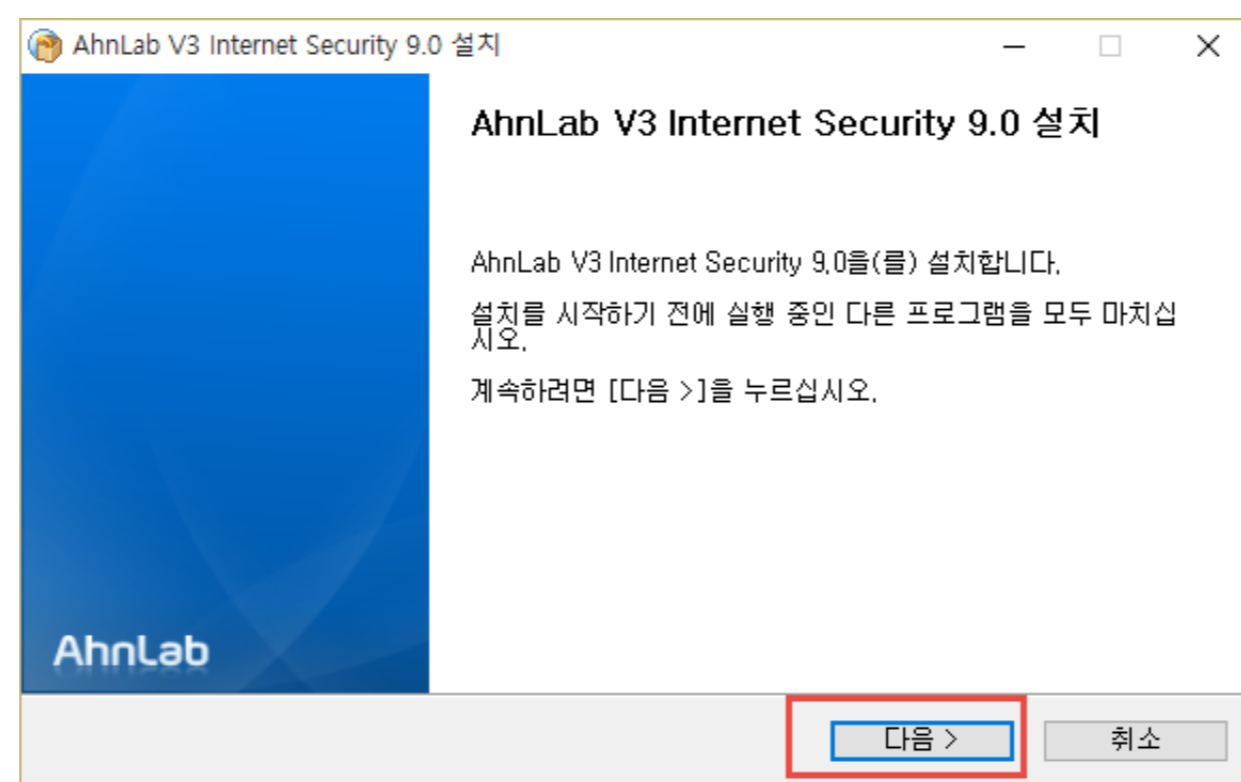 AhnLab V3 Internet Security 9.0 설치
AhnLab V3 Internet Security 9.0 설치
AhnLab V3 Internet Security 9.0을(를) 설치합니다.
설치를 시작하기 전에 실행 중인 다른 프로그램을 모두 마치십
시오.
계속하려면 [다음 >]을 누르십시오.
AhnLab
다음 >
취소